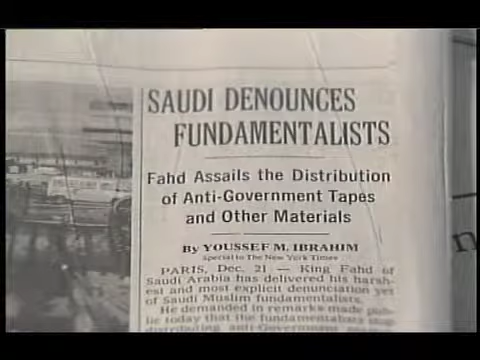 SAUDI DENOUNCES
FUNDAMENTALISTS
Fahd Assails the Distribution
of Anti-Government Tapes
and Other Materials
By YOUSSEF M. IBRAHIM
Special to The New York Times
PARIS, Dec. 21 — King Fahd of
Saudi Arabia has delivered his harsh-
est and most explicit denunciation yet
of Saudi Muslim fundamentalists.
He demanded in remarks made pub-
lic today that the fundamentalists stop
distributing anti-Government
n